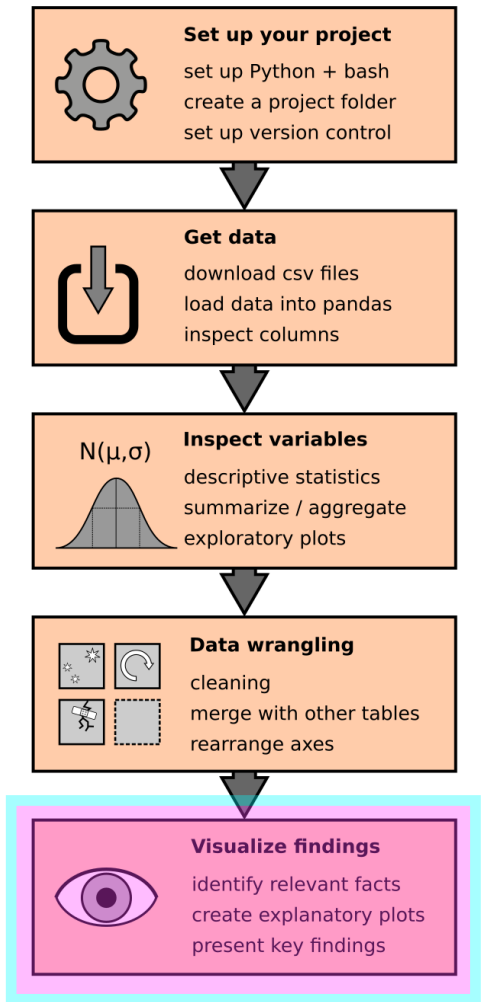 Set up your project
set up Python + bash
create a project folder
set up version control
Get data
download csv files
load data into pandas
inspect columns
N(μ,σ)
Inspect variables
descriptive statistics
summarize / aggregate
exploratory plots
Data wrangling
cleaning
merge with other tables
rearrange axes
Visualize findings
identify relevant facts
create explanatory plots
present key findings